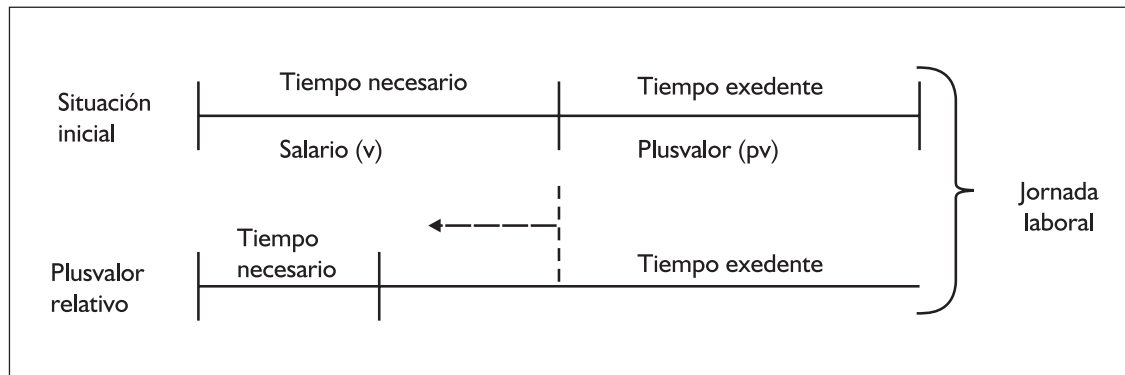 Tiempo necesario
Tiempo exedente
Situación
inicial
Salario (v)
Plusvalor (pv)
Jornada
laboral
Tiempo
necesario
Tiempo exedente
Plusvalor
relativo